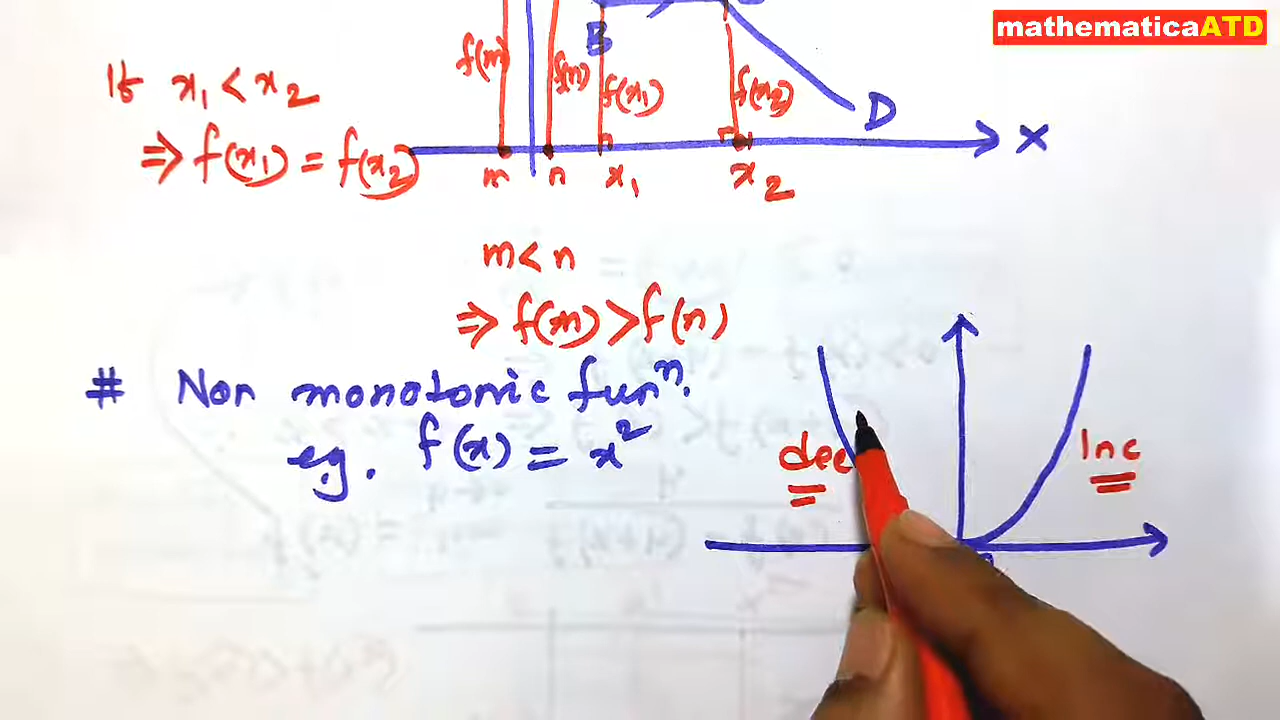 mathematicaATD
f(m) f(n) B f(x₁) f(x₂) D
If x₁ < x₂
⇒ f(x₁) = f(x₂)
X
m n x₁ x₂
m < n
⇒ f(m) > f(n)
# Non monotonic funⁿ.
eg. f(x) = x²
dec Inc